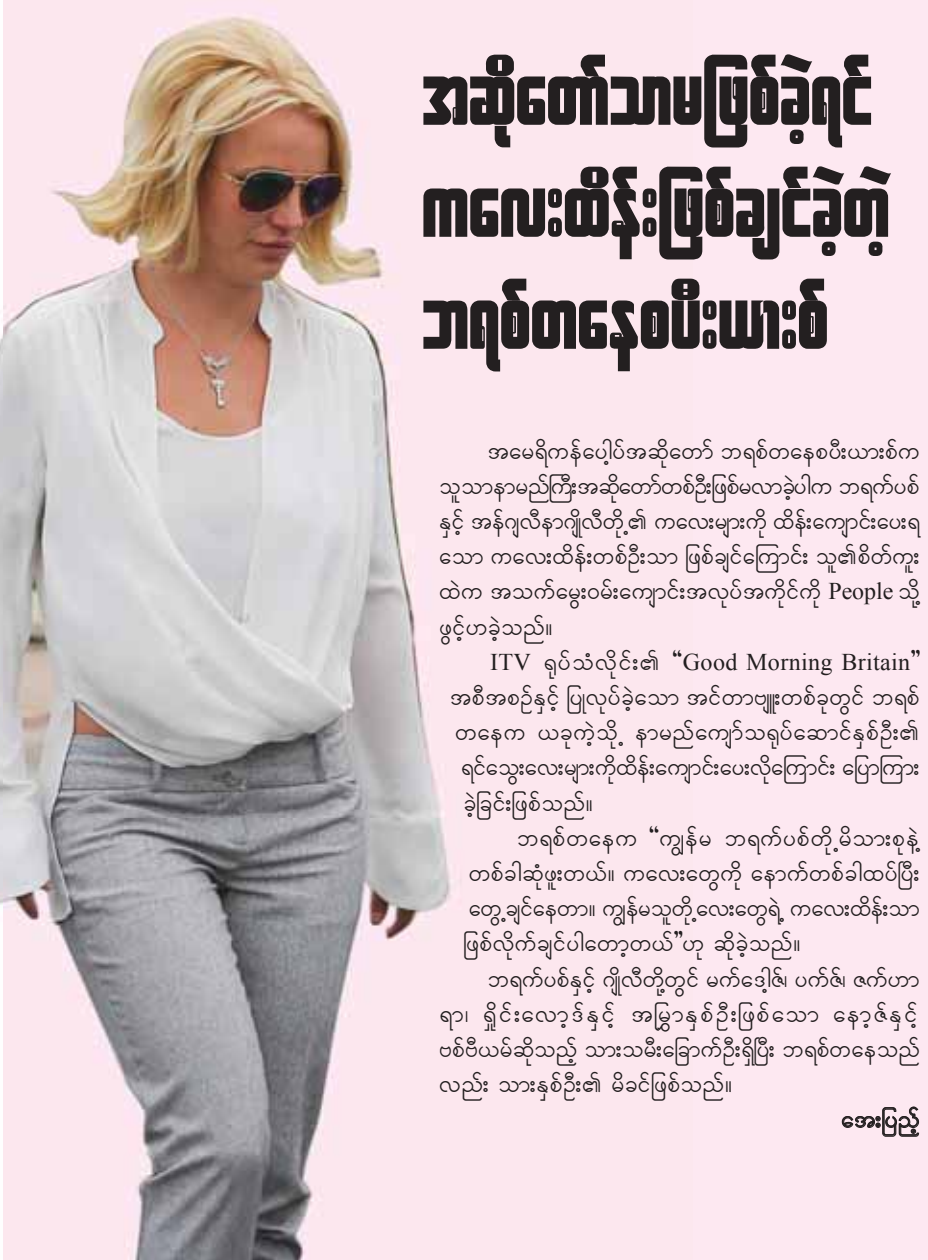 အဆိုတော်သာမဖြစ်ခဲ့ရင်
ကလေးထိန်းဖြစ်ချင်ခဲ့တဲ့
ဘရစ်တနေစပီးယားစ်
အမေရိကန်ပေါ့ပ်အဆိုတော် ဘရစ်တနေစပီးယားစ်က
သူသာနာမည်ကြီးအဆိုတော်တစ်ဦးဖြစ်မလာခဲ့ပါက ဘရက်ပစ်
နှင့် အန်ဂျလီနာဂျိုလီတို့၏ ကလေးများကို ထိန်းကျောင်းပေးရ
သော ကလေးထိန်းတစ်ဦးသာ ဖြစ်ချင်ကြောင်း သူ၏စိတ်ကူး
ထဲက အသက်မွေးဝမ်းကျောင်းအလုပ်အကိုင်ကို People သို့
ဖွင့်ဟခဲ့သည်။
ITV ရုပ်သံလိုင်း၏ “Good Morning Britain”
အစီအစဉ်နှင့် ပြုလုပ်ခဲ့သော အင်တာဗျူးတစ်ခုတွင် ဘရစ်
တနေက ယခုကဲ့သို့ နာမည်ကျော်သရုပ်ဆောင်နှစ်ဦး၏
ရင်သွေးလေးများကိုထိန်းကျောင်းပေးလိုကြောင်း ပြောကြား
ခဲ့ခြင်းဖြစ်သည်။
ဘရစ်တနေက “ကျွန်မ ဘရက်ပစ်တို့မိသားစုနဲ့
တစ်ခါဆုံဖူးတယ်။ ကလေးတွေကို နောက်တစ်ခါထပ်ပြီး
တွေ့ချင်နေတာ။ ကျွန်မသူတို့လေးတွေရဲ့ ကလေးထိန်းသာ
ဖြစ်လိုက်ချင်ပါတော့တယ်”ဟု ဆိုခဲ့သည်။
ဘရက်ပစ်နှင့် ဂျိုလီတို့တွင် မက်ဒေါ့ဇ်၊ ပက်ဇ်၊ ဇက်ဟာ
ရာ၊ ရှိုင်းလော့ဒ်နှင့် အမြွှာနှစ်ဦးဖြစ်သော နော့ဇ်နှင့်
ဗစ်ဗီယမ်ဆိုသည့် သားသမီးခြောက်ဦးရှိပြီး ဘရစ်တနေသည်
လည်း သားနှစ်ဦး၏ မိခင်ဖြစ်သည်။
အေးပြည့်